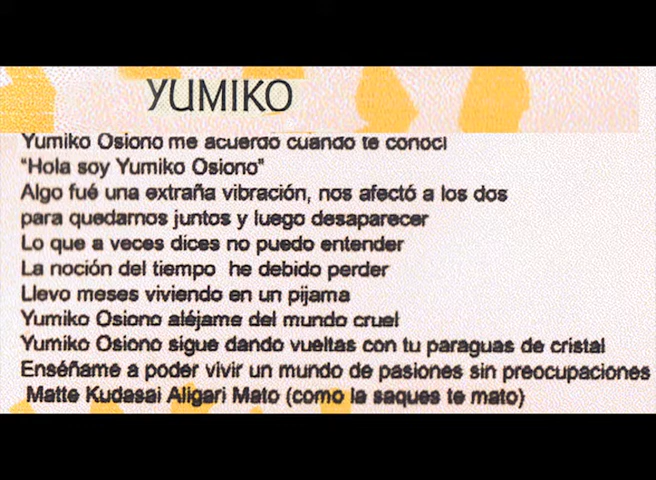 YUMIKO
Yumiko Osiono me acuerdo cuando te conocí
"Hola soy Yumiko Osiono"
Algo fué una extraña vibración, nos afectó a los dos
para quedarnos juntos y luego desaparecer
Lo que a veces dices no puedo entender
La noción del tiempo he debido perder
Llevo meses viviendo en un pijama
Yumiko Osiono aléjame del mundo cruel
Yumiko Osiono sigue dando vueltas con tu paraguas de cristal
Enséñame a poder vivir un mundo de pasiones sin preocupaciones
Matte Kudasai Aligari Mato (como la saques te mato)